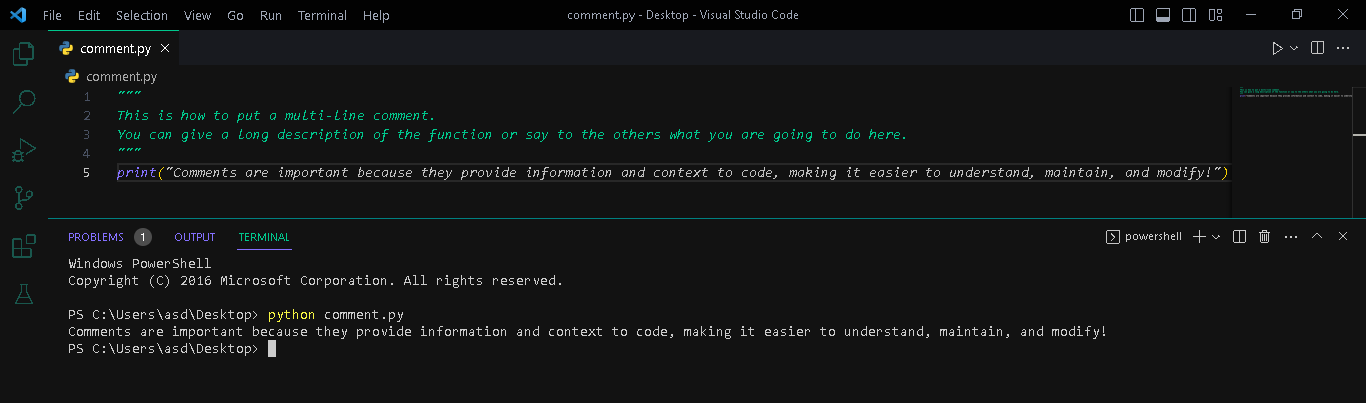 File Edit Selection View Go Run Terminal Help comment.py - Desktop - Visual Studio Code
comment.py
comment.py
1 """
2 This is how to put a multi-line comment.
3 You can give a long description of the function or say to the others what you are going to do here.
4 """
5 print("Comments are important because they provide information and context to code, making it easier to understand, maintain, and modify!")
PROBLEMS 1 OUTPUT TERMINAL powershell
Windows PowerShell
Copyright (C) 2016 Microsoft Corporation. All rights reserved.
PS C:\Users\asd\Desktop> python comment.py
Comments are important because they provide information and context to code, making it easier to understand, maintain, and modify!
PS C:\Users\asd\Desktop>